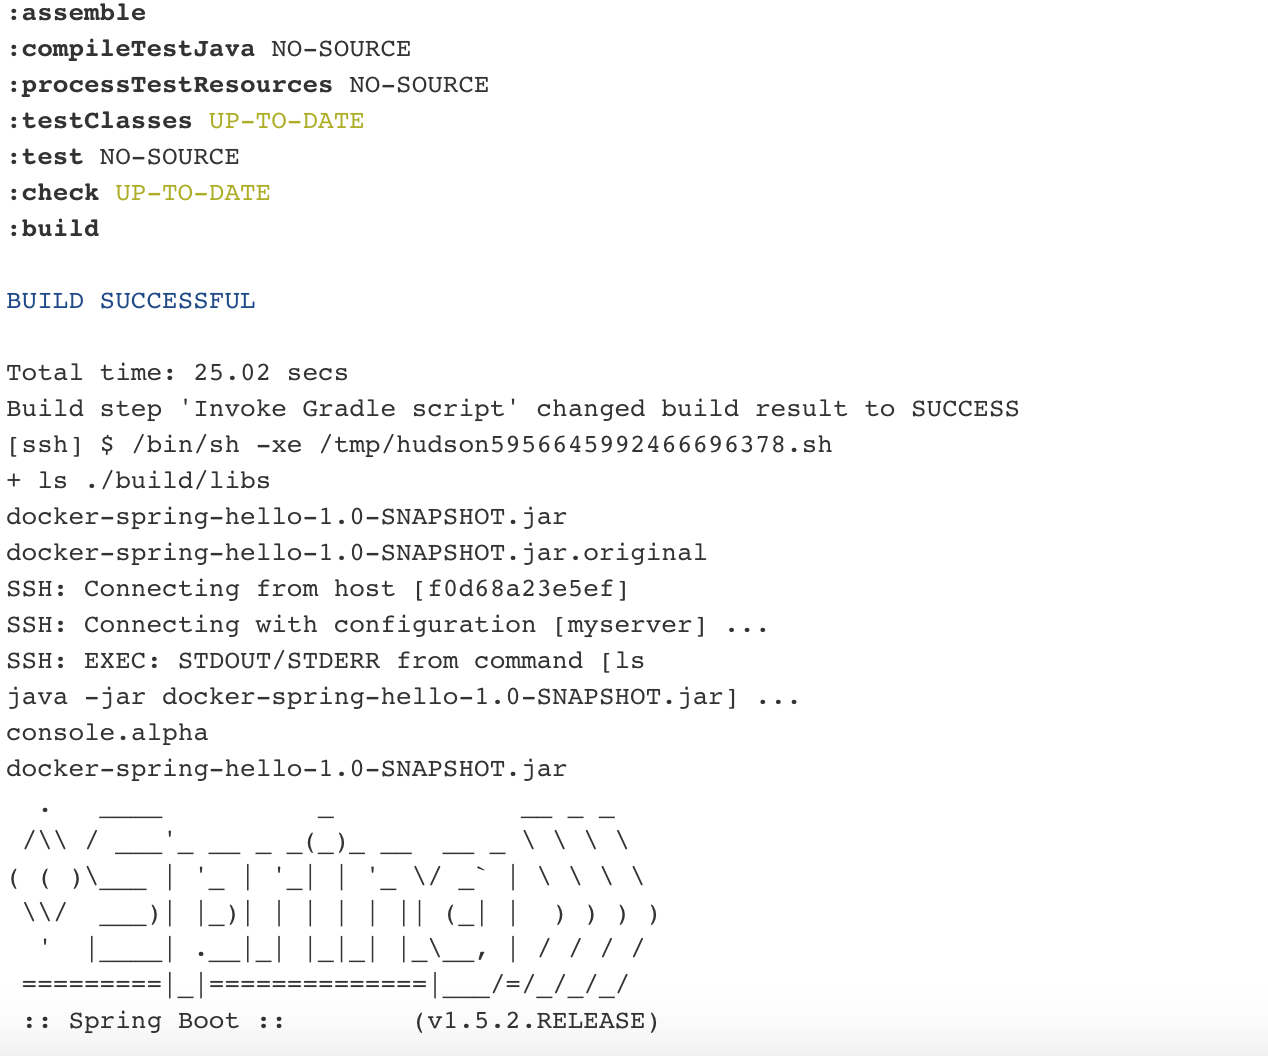 :assemble
:compileTestJava NO-SOURCE
:processTestResources NO-SOURCE
:testClasses UP-TO-DATE
:test NO-SOURCE
:check UP-TO-DATE
:build
BUILD SUCCESSFUL
Total time: 25.02 secs
Build step 'Invoke Gradle script' changed build result to SUCCESS
[ssh] $ /bin/sh -xe /tmp/hudson5956645992466696378.sh
+ ls ./build/libs
docker-spring-hello-1.0-SNAPSHOT.jar
docker-spring-hello-1.0-SNAPSHOT.jar.original
SSH: Connecting from host [f0d68a23e5ef]
SSH: Connecting with configuration [myserver] ...
SSH: EXEC: STDOUT/STDERR from command [ls
java -jar docker-spring-hello-1.0-SNAPSHOT.jar] ...
console.alpha
docker-spring-hello-1.0-SNAPSHOT.jar
  .   ____          _            __ _ _
 /\\ / ___'_ __ _ _(_)_ __  __ _ \ \ \ \
( ( )\___ | '_ | '_| | '_ \/ _` | \ \ \ \
 \\/  ___)| |_)| | | | | || (_| |  ) ) ) )
  '  |____| .__|_| |_|_| |_\__, | / / / /
 =========|_|==============|___/=/_/_/_/
 :: Spring Boot ::        (v1.5.2.RELEASE)